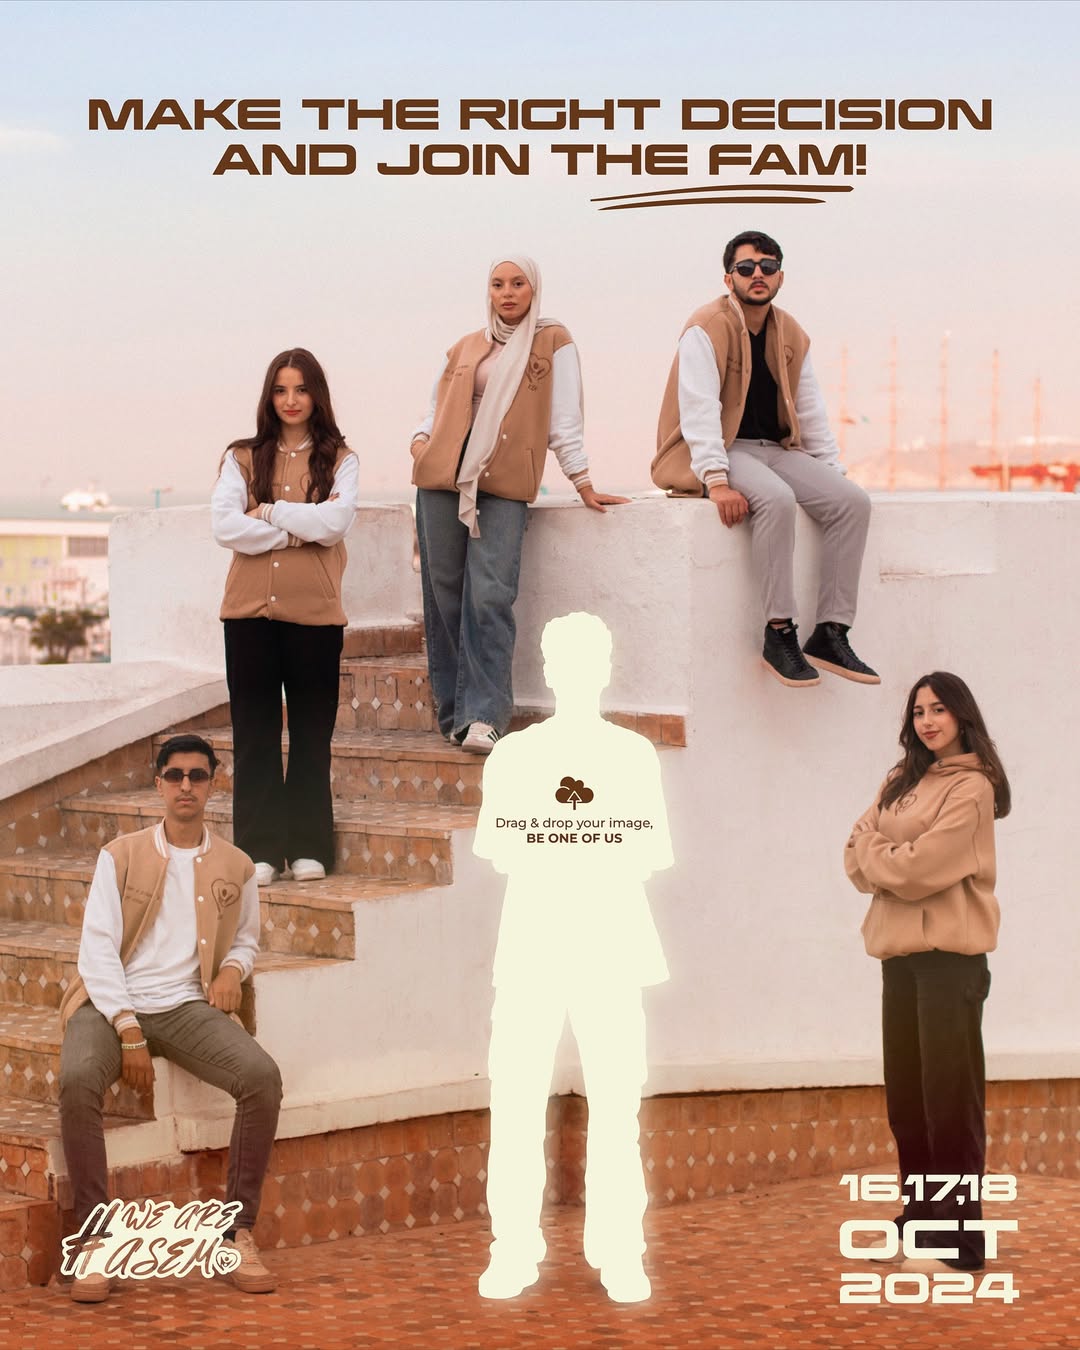 MAKE THE RIGHT DECISION
AND JOIN THE FAM!
Drag & drop your image,
BE ONE OF US
#WE ARE
ASEM
16,17,18
OCT
2024